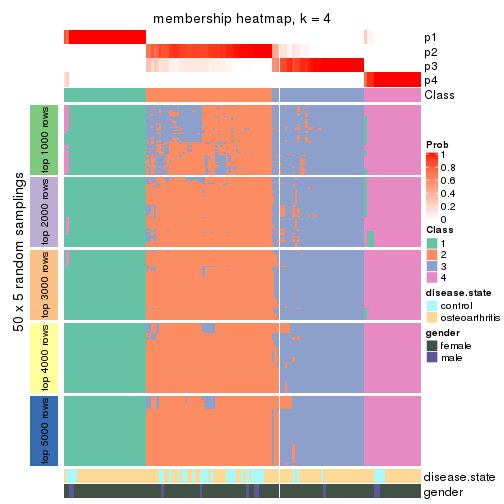 membership heatmap, k = 4
p1
p2
p3
p4
Class
50 x 5 random samplings
top 1000 rows
top 2000 rows
top 3000 rows
top 4000 rows
top 5000 rows
disease.state
gender
Prob
1
0.8
0.6
0.4
0.2
0
Class
1
2
3
4
disease.state
control
osteoarthritis
gender
female
male